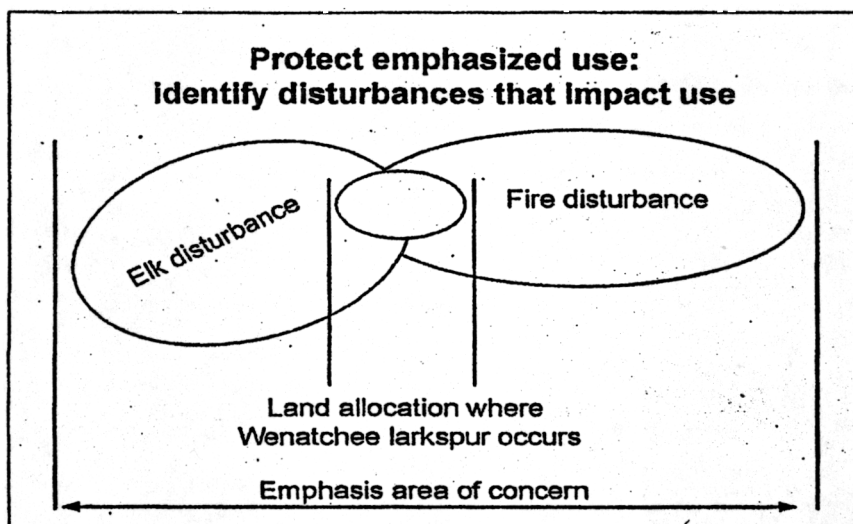 Protect emphasized use:
identify disturbances that impact use
Elk disturbance
Fire disturbance
Land allocation where
Wenatchee larkspur occurs
Emphasis area of concern